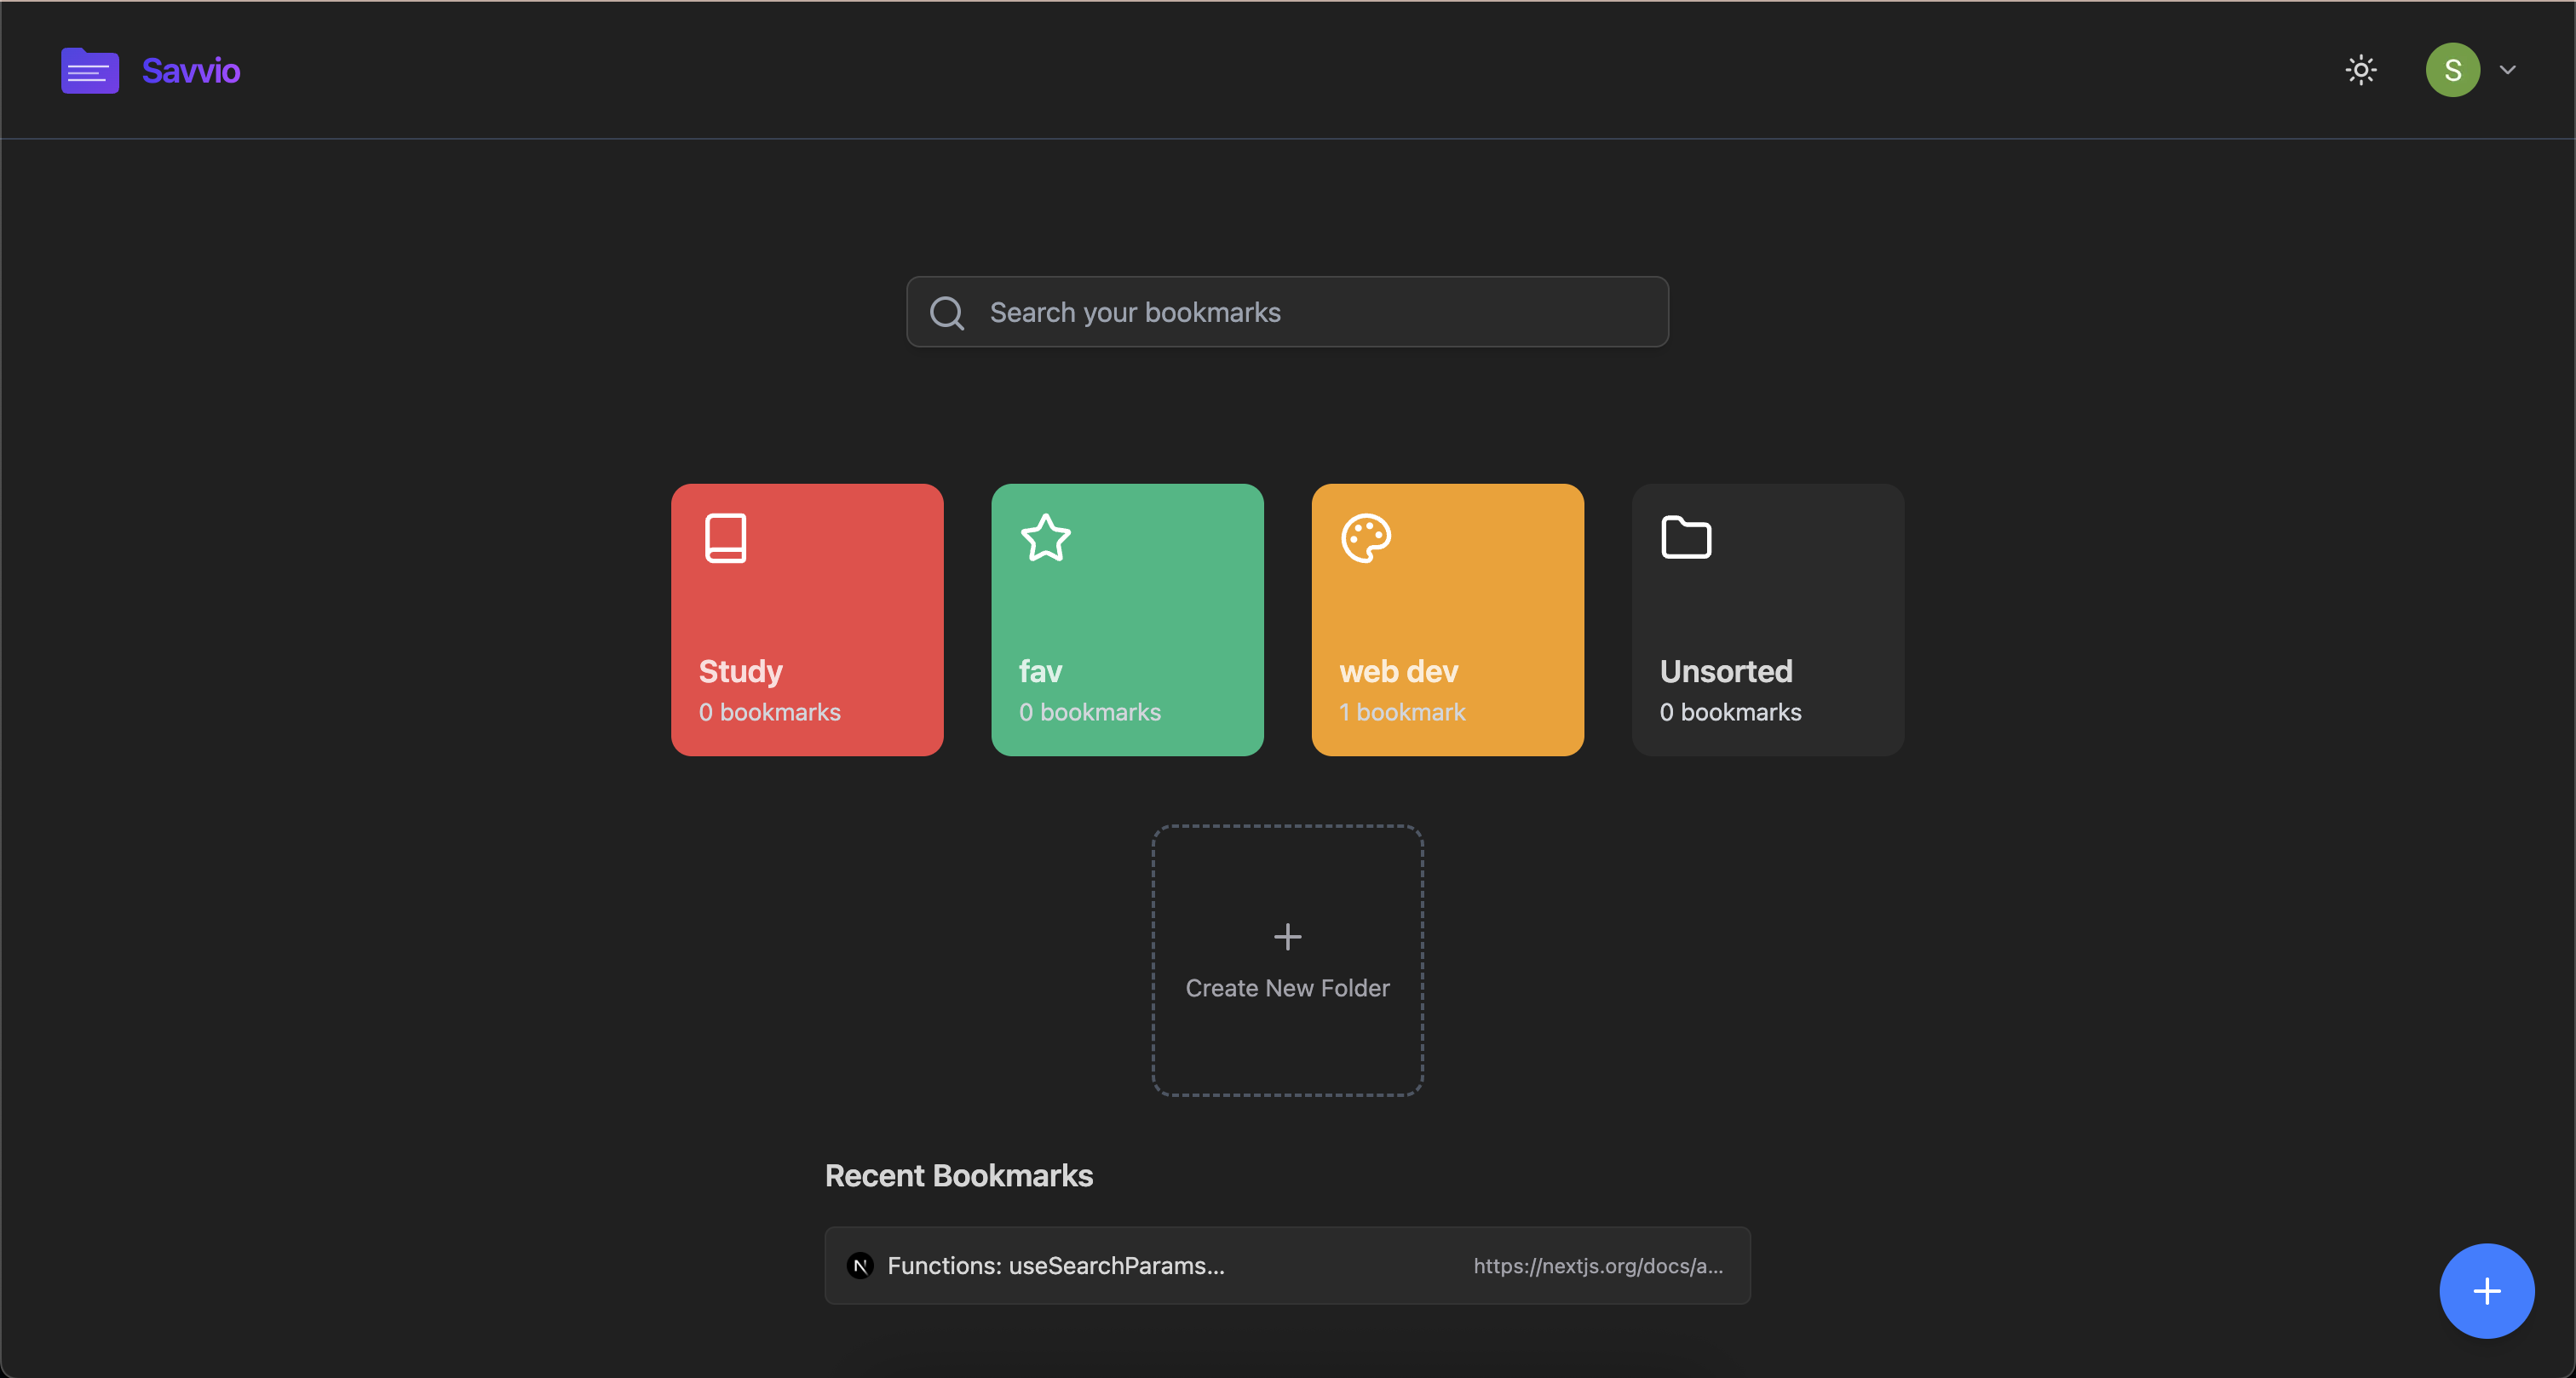 Savvio
S
Search your bookmarks
Study
0 bookmarks
fav
0 bookmarks
web dev
1 bookmark
Unsorted
0 bookmarks
Create New Folder
Recent Bookmarks
N
Functions: useSearchParams...
https://nextjs.org/docs/a...